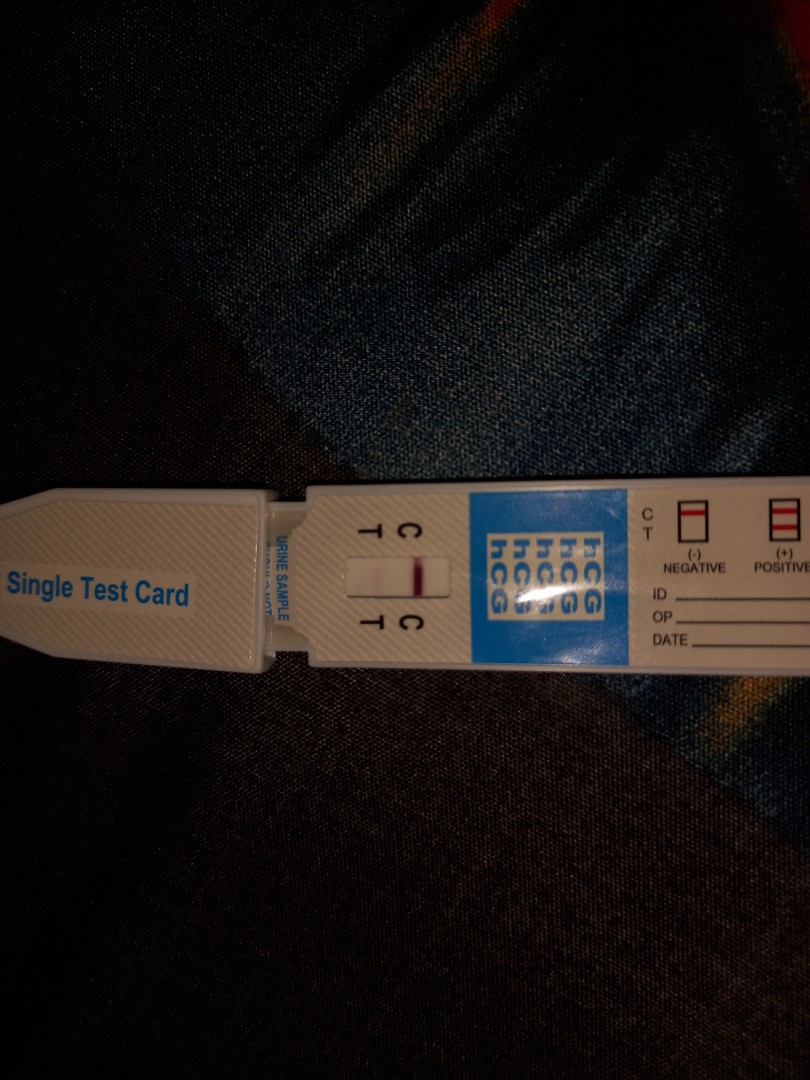 Single Test Card
URINE SAMPLE
T C
T C
hCG
hCG
hCG
hCG
hCG
C
T
(-)
NEGATIVE
(+)
POSITIVE
ID
OP
DATE